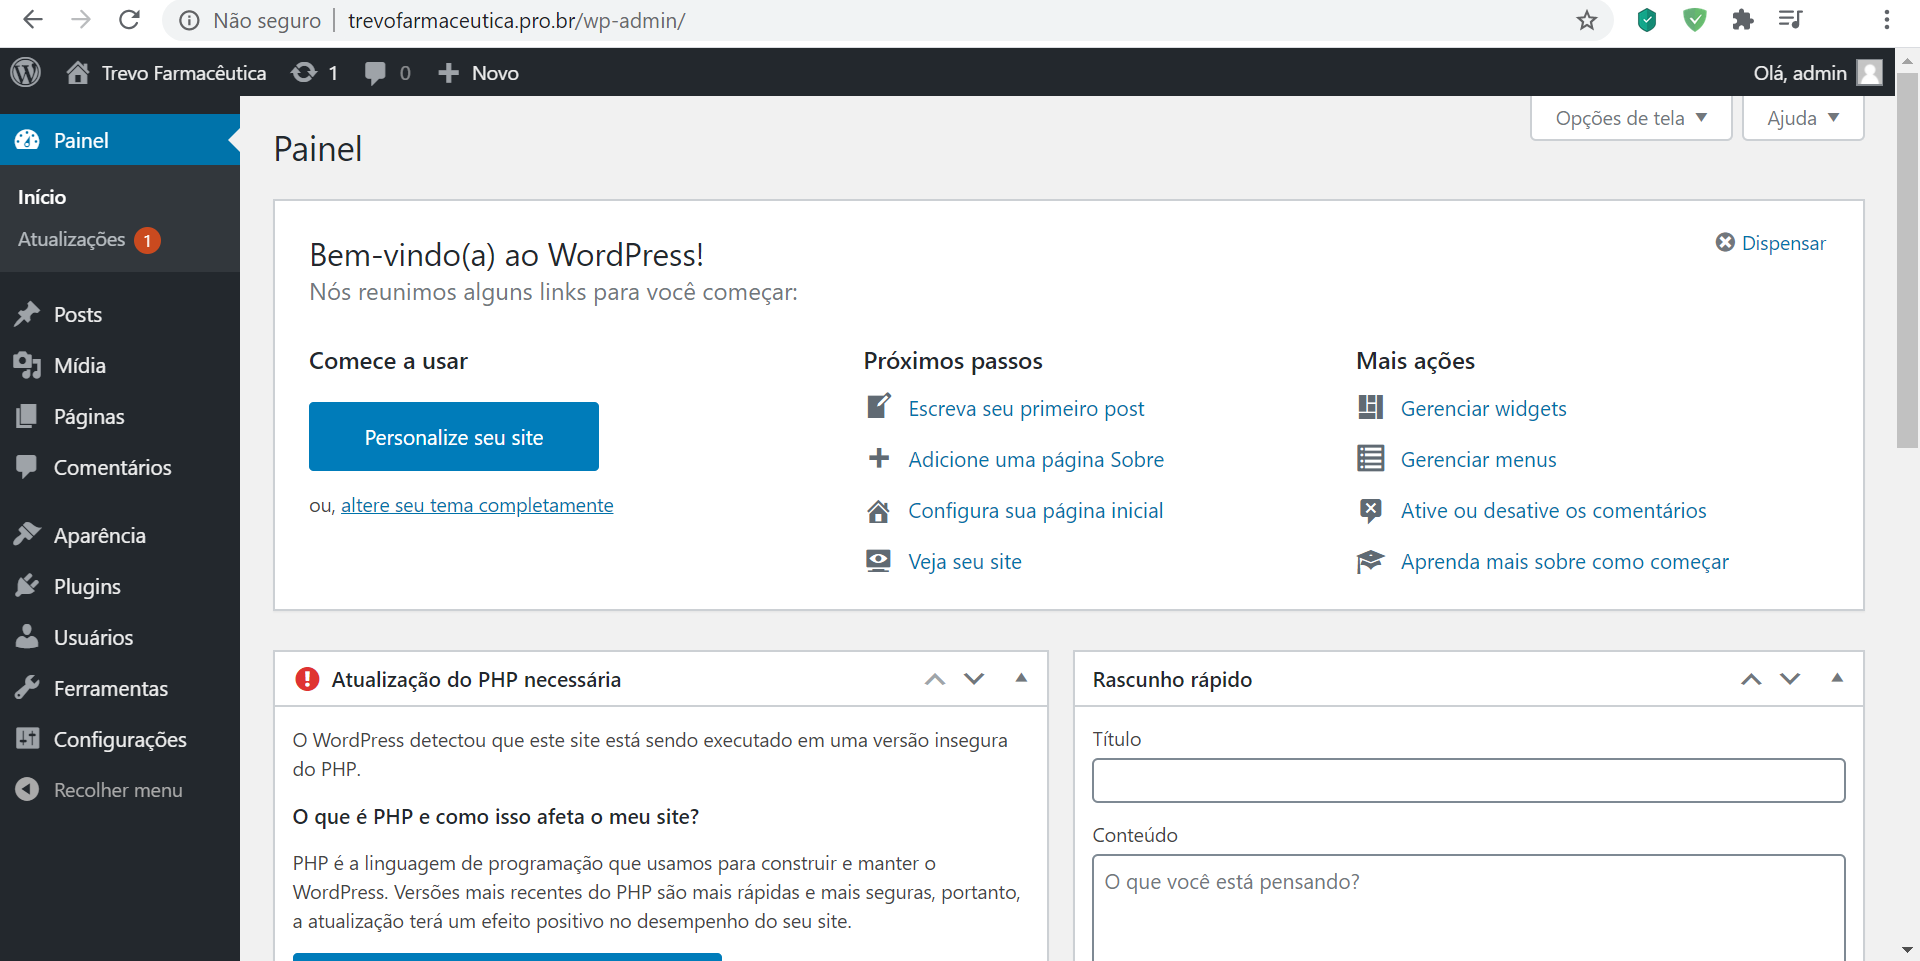 Não seguro
trevofarmaceutica.pro.br/wp-admin/
Trevo Farmacêutica
1
0
Novo
Olá, admin
Painel
Início
Atualizações 1
Posts
Mídia
Páginas
Comentários
Aparência
Plugins
Usuários
Ferramentas
Configurações
Recolher menu
Opções de tela
Ajuda
Painel
Bem-vindo(a) ao WordPress!
Nós reunimos alguns links para você começar:
Dispensar
Comece a usar
Personalize seu site
ou, altere seu tema completamente
Próximos passos
Escreva seu primeiro post
Adicione uma página Sobre
Configura sua página inicial
Veja seu site
Mais ações
Gerenciar widgets
Gerenciar menus
Ative ou desative os comentários
Aprenda mais sobre como começar
Atualização do PHP necessária
O WordPress detectou que este site está sendo executado em uma versão insegura
do PHP.
O que é PHP e como isso afeta o meu site?
PHP é a linguagem de programação que usamos para construir e manter o
WordPress. Versões mais recentes do PHP são mais rápidas e mais seguras, portanto,
a atualização terá um efeito positivo no desempenho do seu site.
Rascunho rápido
Título
Conteúdo
O que você está pensando?